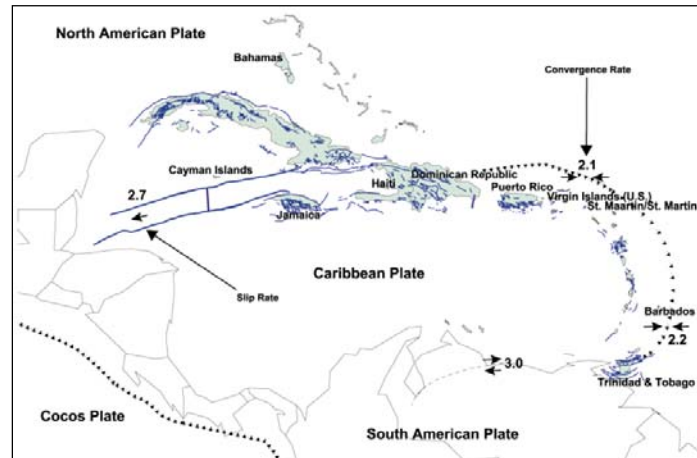 North American Plate
Bahamas
Convergence Rate
2.1
Cayman Islands
Dominican Republic
Haiti
Puerto Rico
2.7
Virgin Islands (U.S.)
St. Maartin/St. Martin
Jamaica
Caribbean Plate
Slip Rate
Barbados
2.2
3.0
Trinidad & Tobago
Cocos Plate
South American Plate